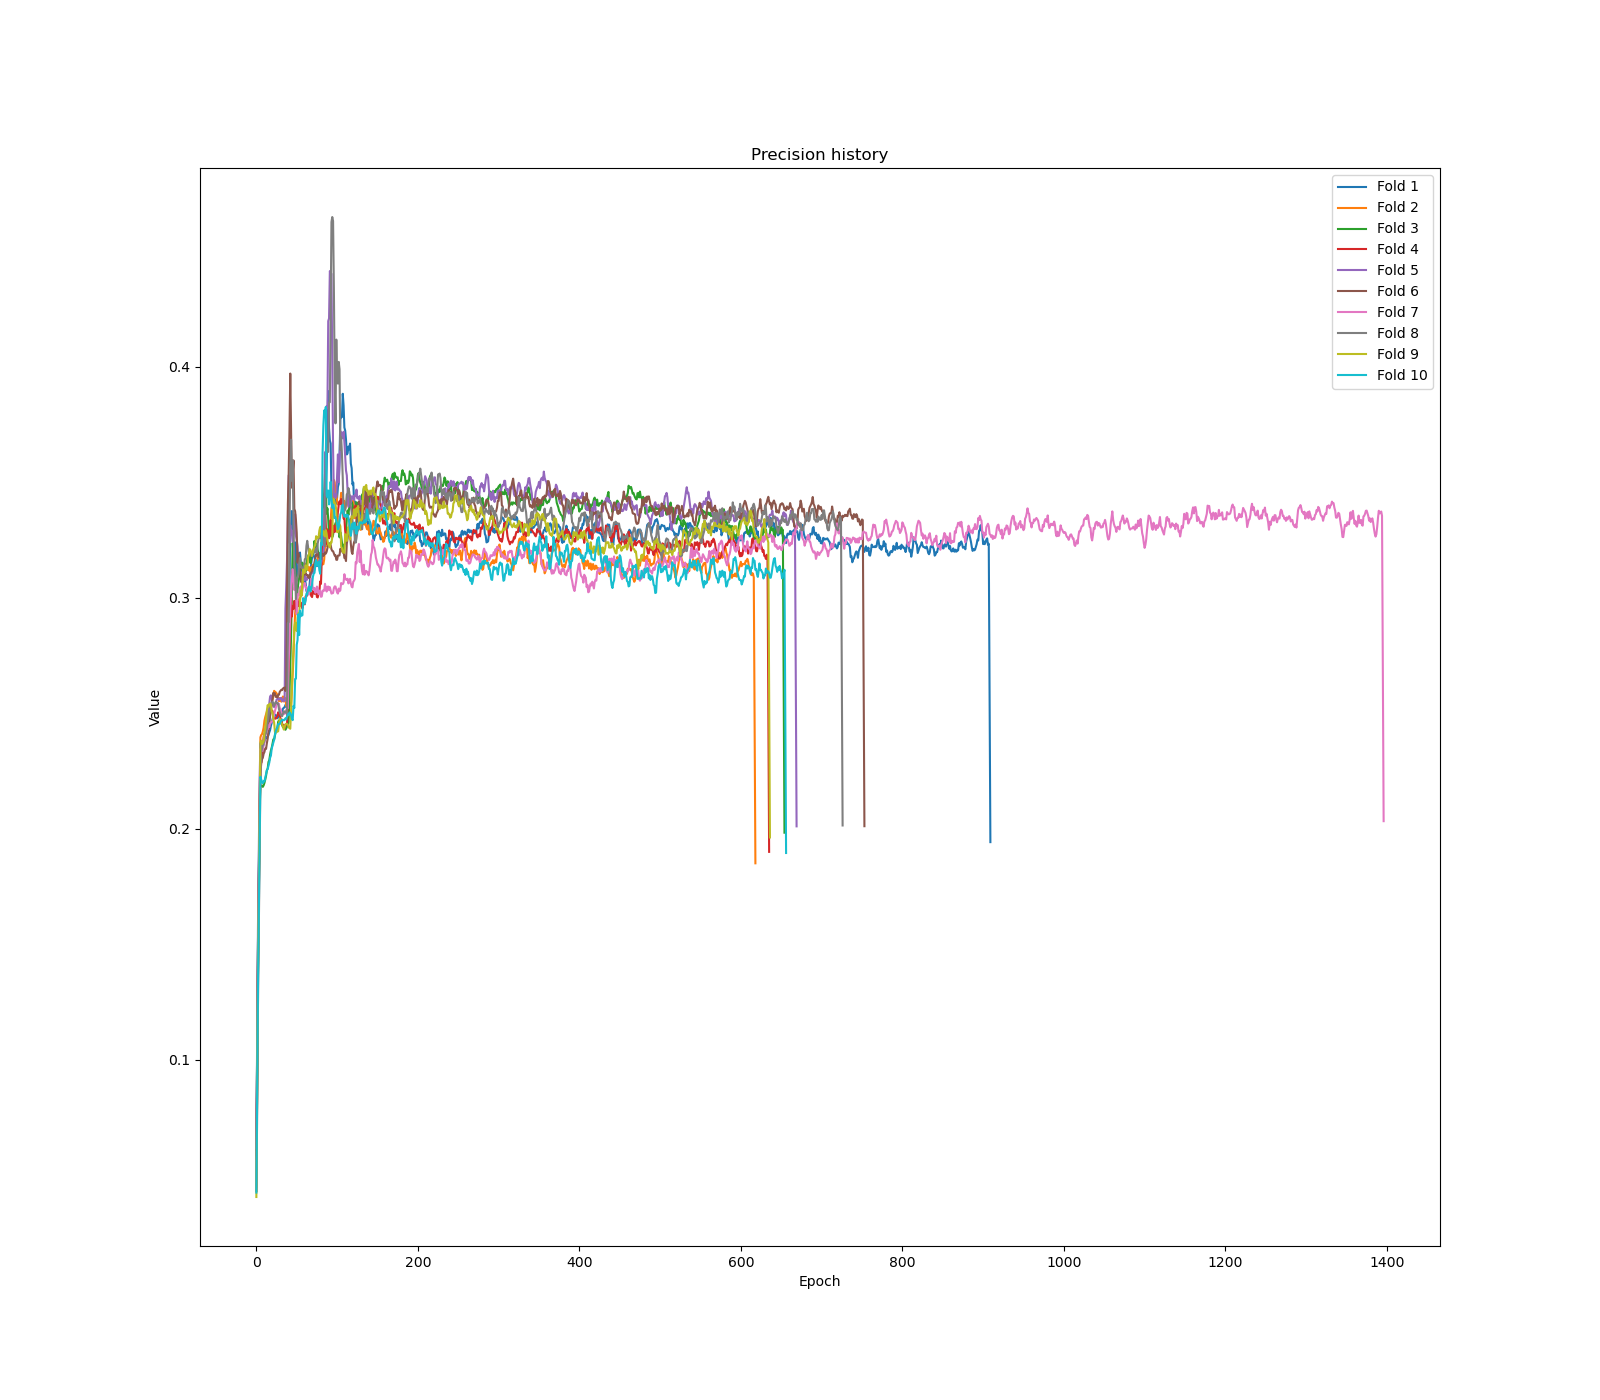 Precision history
Fold 1
Fold 2
Fold 3
Fold 4
Fold 5
Fold 6
Fold 7
Fold 8
Fold 9
Fold 10
0.4
0.3
0.2
0.1
Value
0 200 400 600 800 1000 1200 1400
Epoch